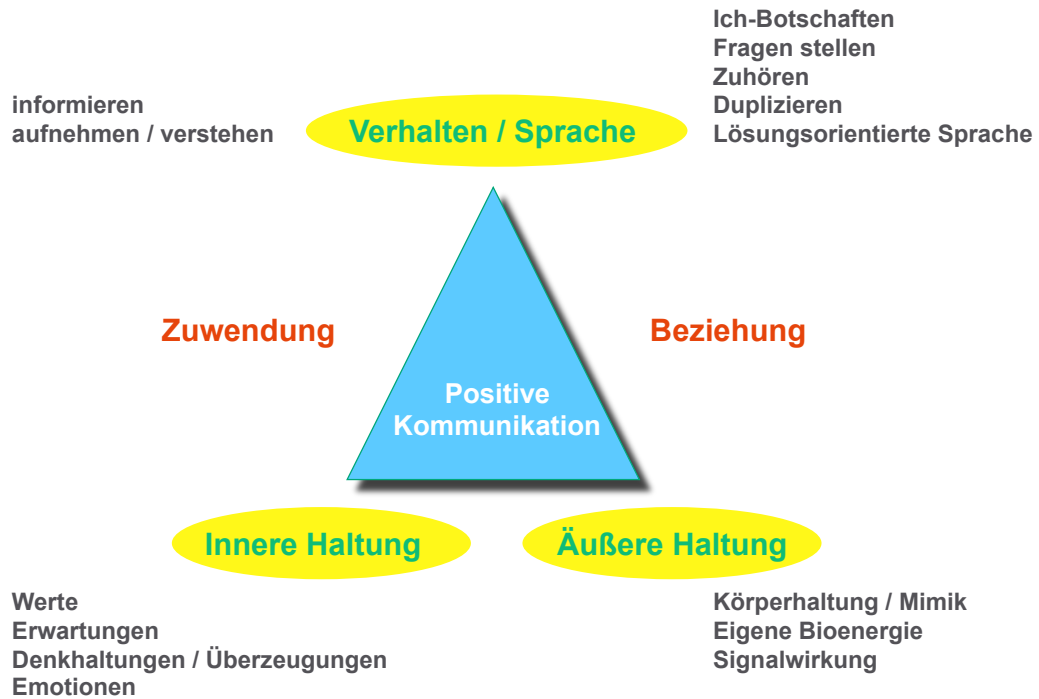 Ich-Botschaften
Fragen stellen
Zuhören
Duplizieren
Lösungsorientierte Sprache
informieren
aufnehmen / verstehen
Verhalten / Sprache
Zuwendung
Beziehung
Positive
Kommunikation
Innere Haltung
Äußere Haltung
Werte
Erwartungen
Denkhaltungen / Überzeugungen
Emotionen
Körperhaltung / Mimik
Eigene Bioenergie
Signalwirkung